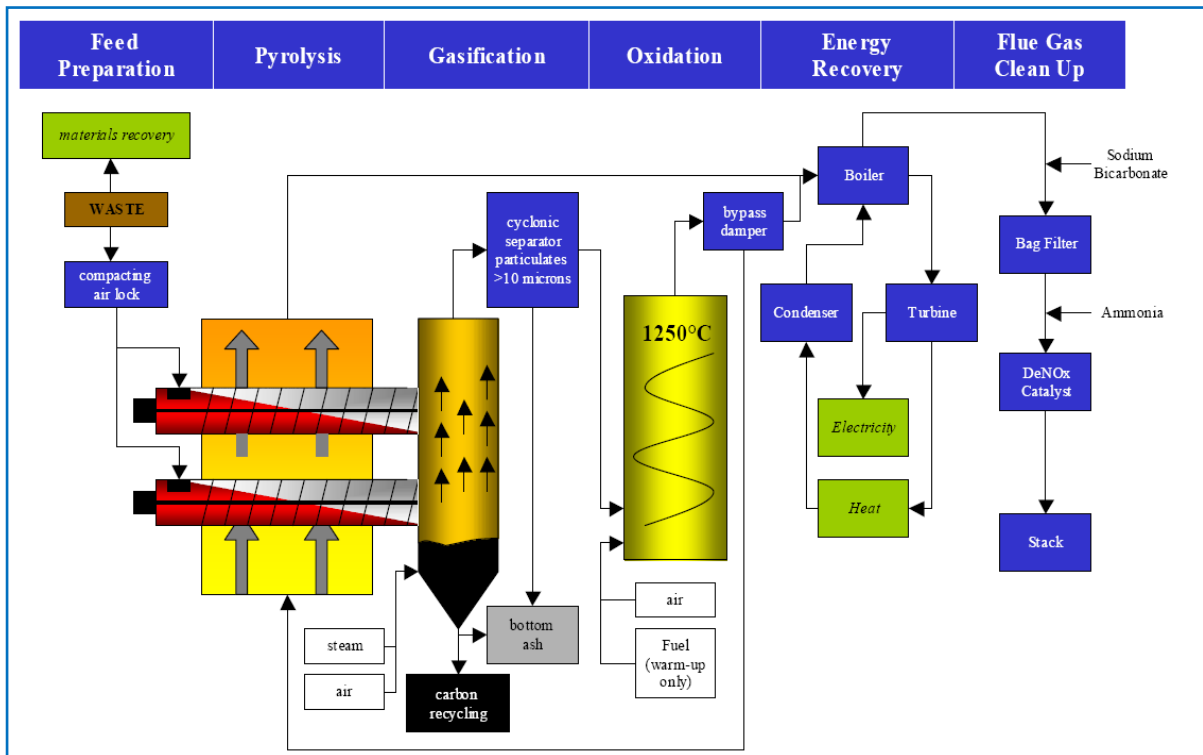 Feed
Preparation
Pyrolysis
Gasification
Oxidation
Energy
Recovery
Flue Gas
Clean Up
materials recovery
WASTE
compacting
air lock
cyclonic
separator
particulates
>10 microns
bypass
damper
Boiler
Sodium
Bicarbonate
Bag Filter
Condenser
Turbine
Ammonia
1250°C
DeNOx
Catalyst
Electricity
Heat
Stack
steam
air
bottom
ash
carbon
recycling
air
Fuel
(warm-up
only)